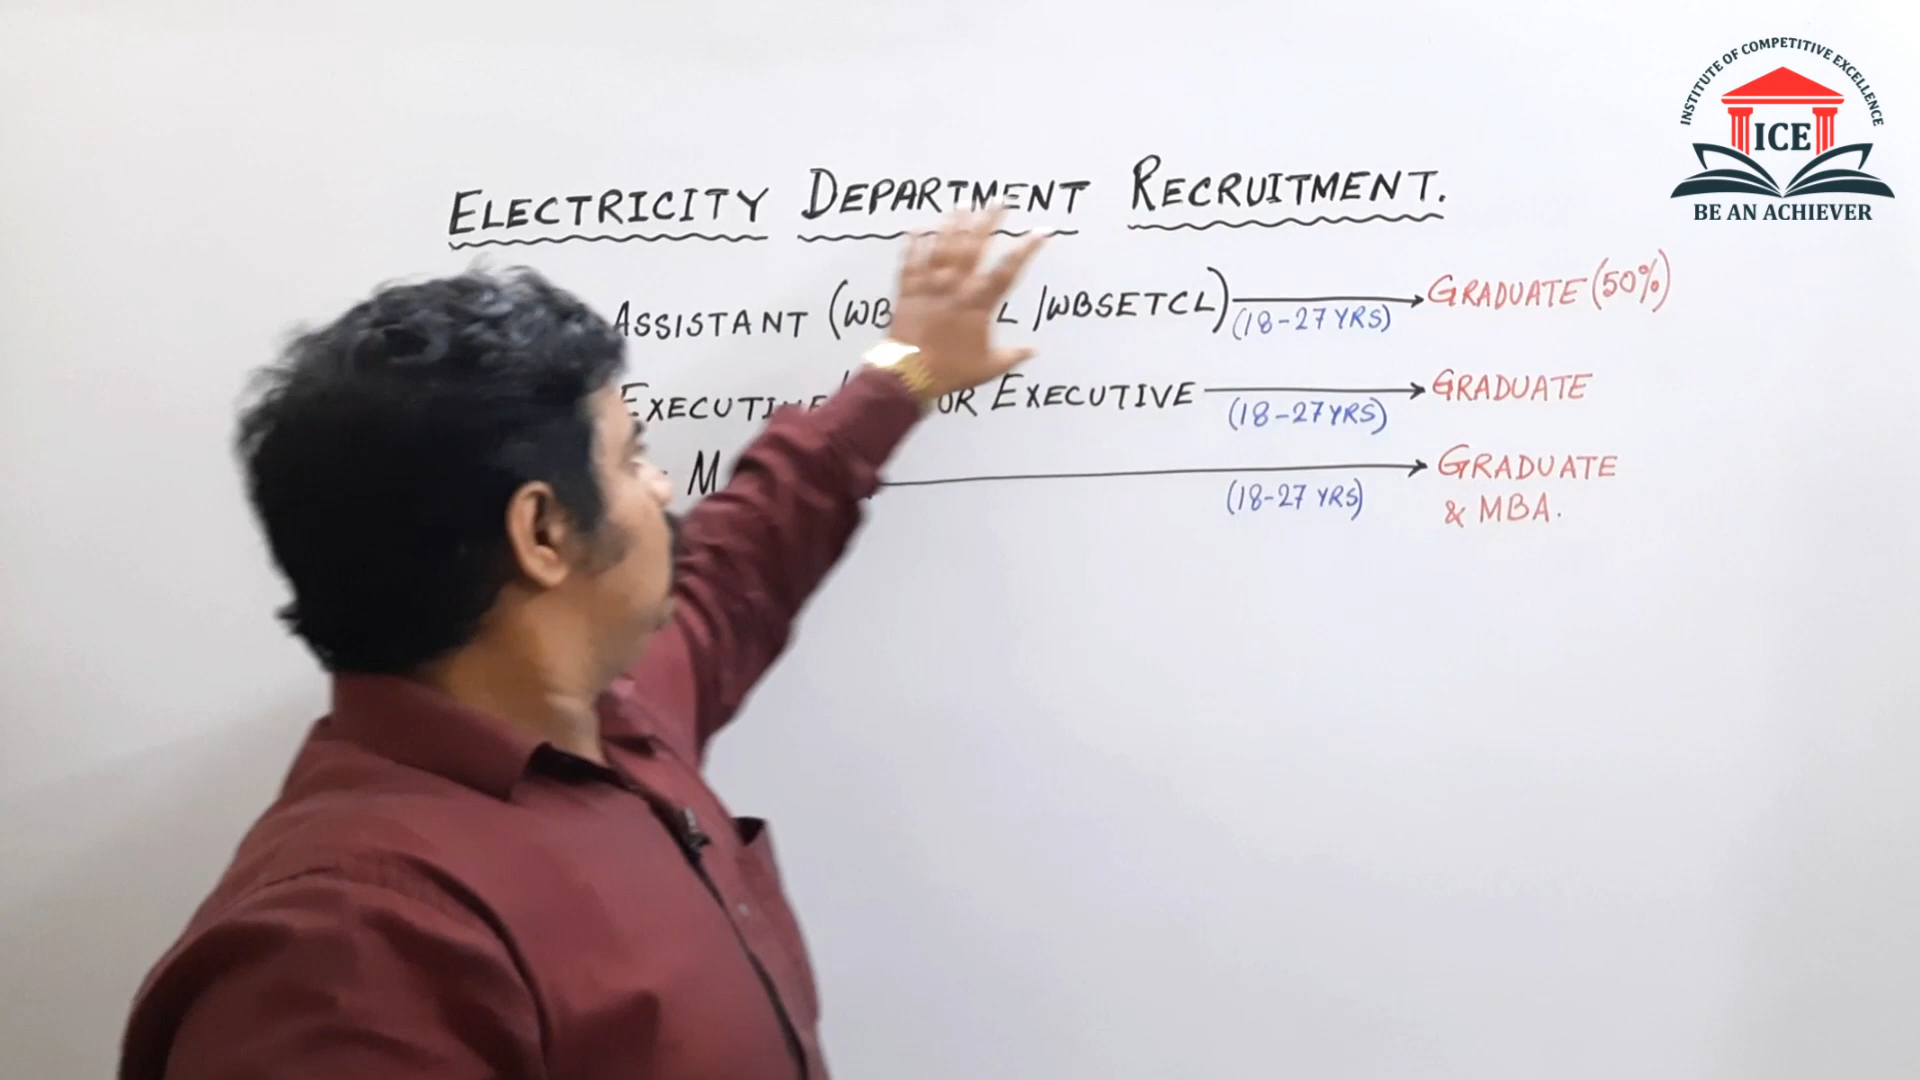 INSTITUTE OF COMPETITIVE EXCELLENCE
ICE
BE AN ACHIEVER
ELECTRICITY DEPARTMENT RECRUITMENT.
ASSISTANT (WB L /WBSETCL) GRADUATE (50%)
(18-27 YRS)
EXECUTIVE OR EXECUTIVE GRADUATE
(18-27 YRS)
M GRADUATE
(18-27 YRS) & MBA.